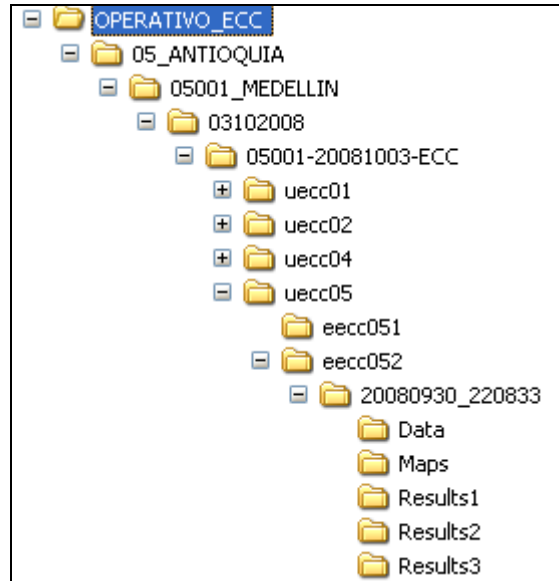 OPERATIVO_ECC
05_ANTIOQUIA
05001_MEDELLIN
03102008
05001-20081003-ECC
uecc01
uecc02
uecc04
uecc05
eecc051
eecc052
20080930_220833
Data
Maps
Results1
Results2
Results3